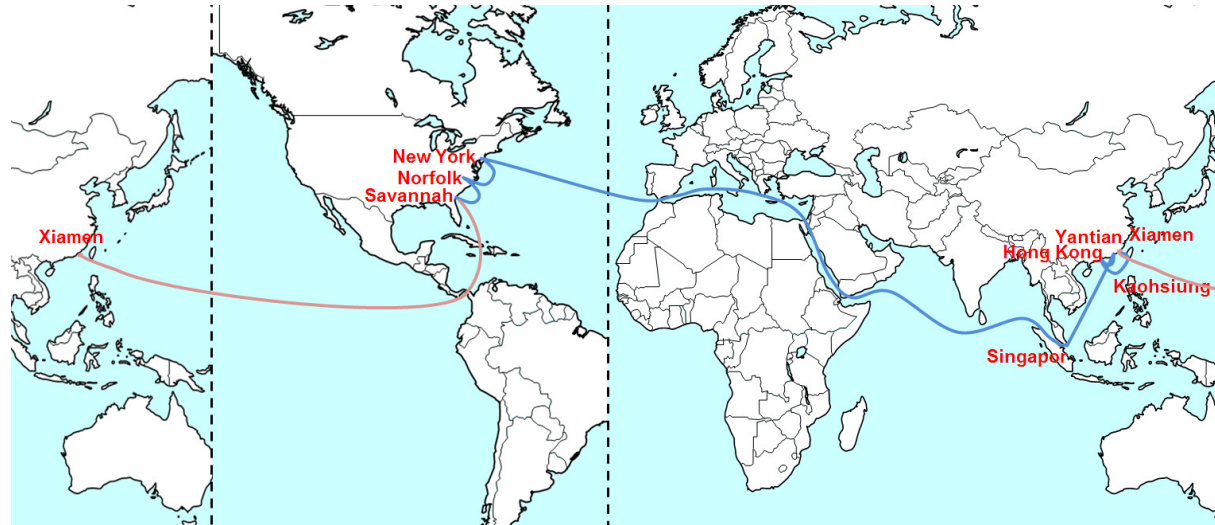 New York
Norfolk
Savannah
Xiamen
Yantian
Xiamen
Hong Kong
Kaohsiung
Singapor